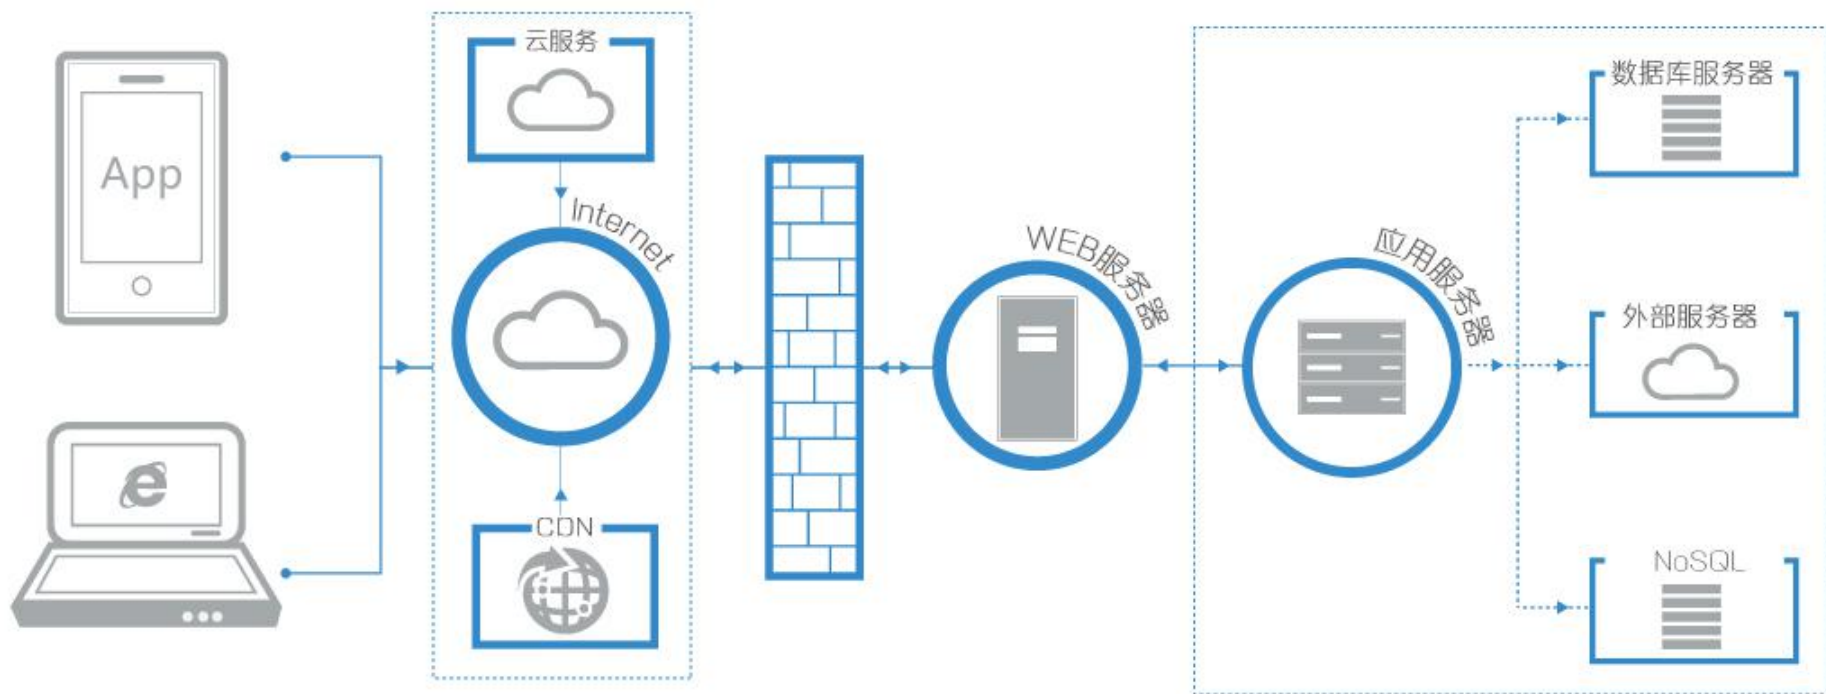 App
云服务
Internet
CDN
WEB服务器
应用服务器
数据库服务器
外部服务器
NoSQL